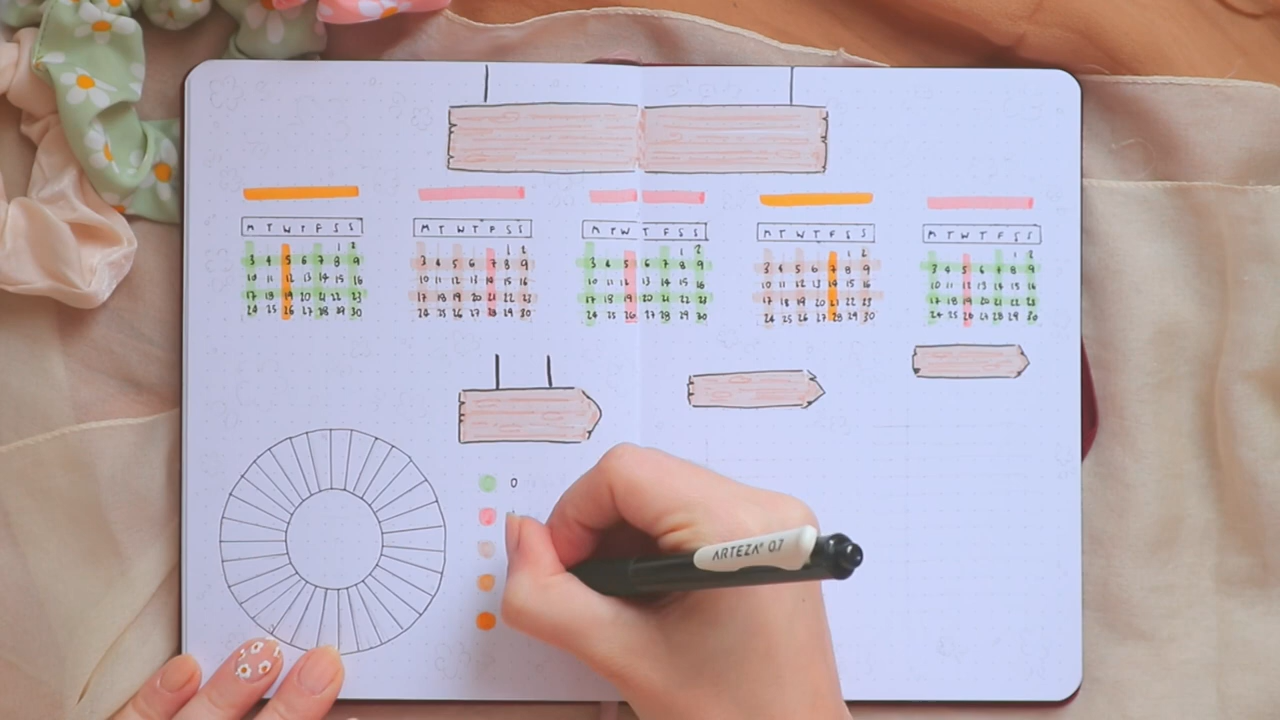 M T W T F S S
1 2
3 4 5 6 7 8 9
10 11 12 13 14 15 16
17 18 19 20 21 22 23
24 25 26 27 28 29 30
M T W T F S S
1 2
3 4 5 6 7 8 9
10 11 12 13 14 15 16
17 18 19 20 21 22 23
24 25 26 27 28 29 30
M T W T F S S
1 2
3 4 5 6 7 8 9
10 11 12 13 14 15 16
17 18 19 20 21 22 23
24 25 26 27 28 29 30
M T W T F S S
1 2
3 4 5 6 7 8 9
10 11 12 13 14 15 16
17 18 19 20 21 22 23
24 25 26 27 28 29 30
M T W T F S S
1 2
3 4 5 6 7 8 9
10 11 12 13 14 15 16
17 18 19 20 21 22 23
24 25 26 27 28 29 30
0
ARTEZA® 0.7